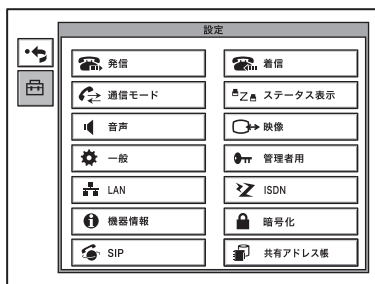 設定
発信
着信
通信モード
ステータス表示
音声
映像
一般
管理者用
LAN
ISDN
機器情報
暗号化
SIP
共有アドレス帳